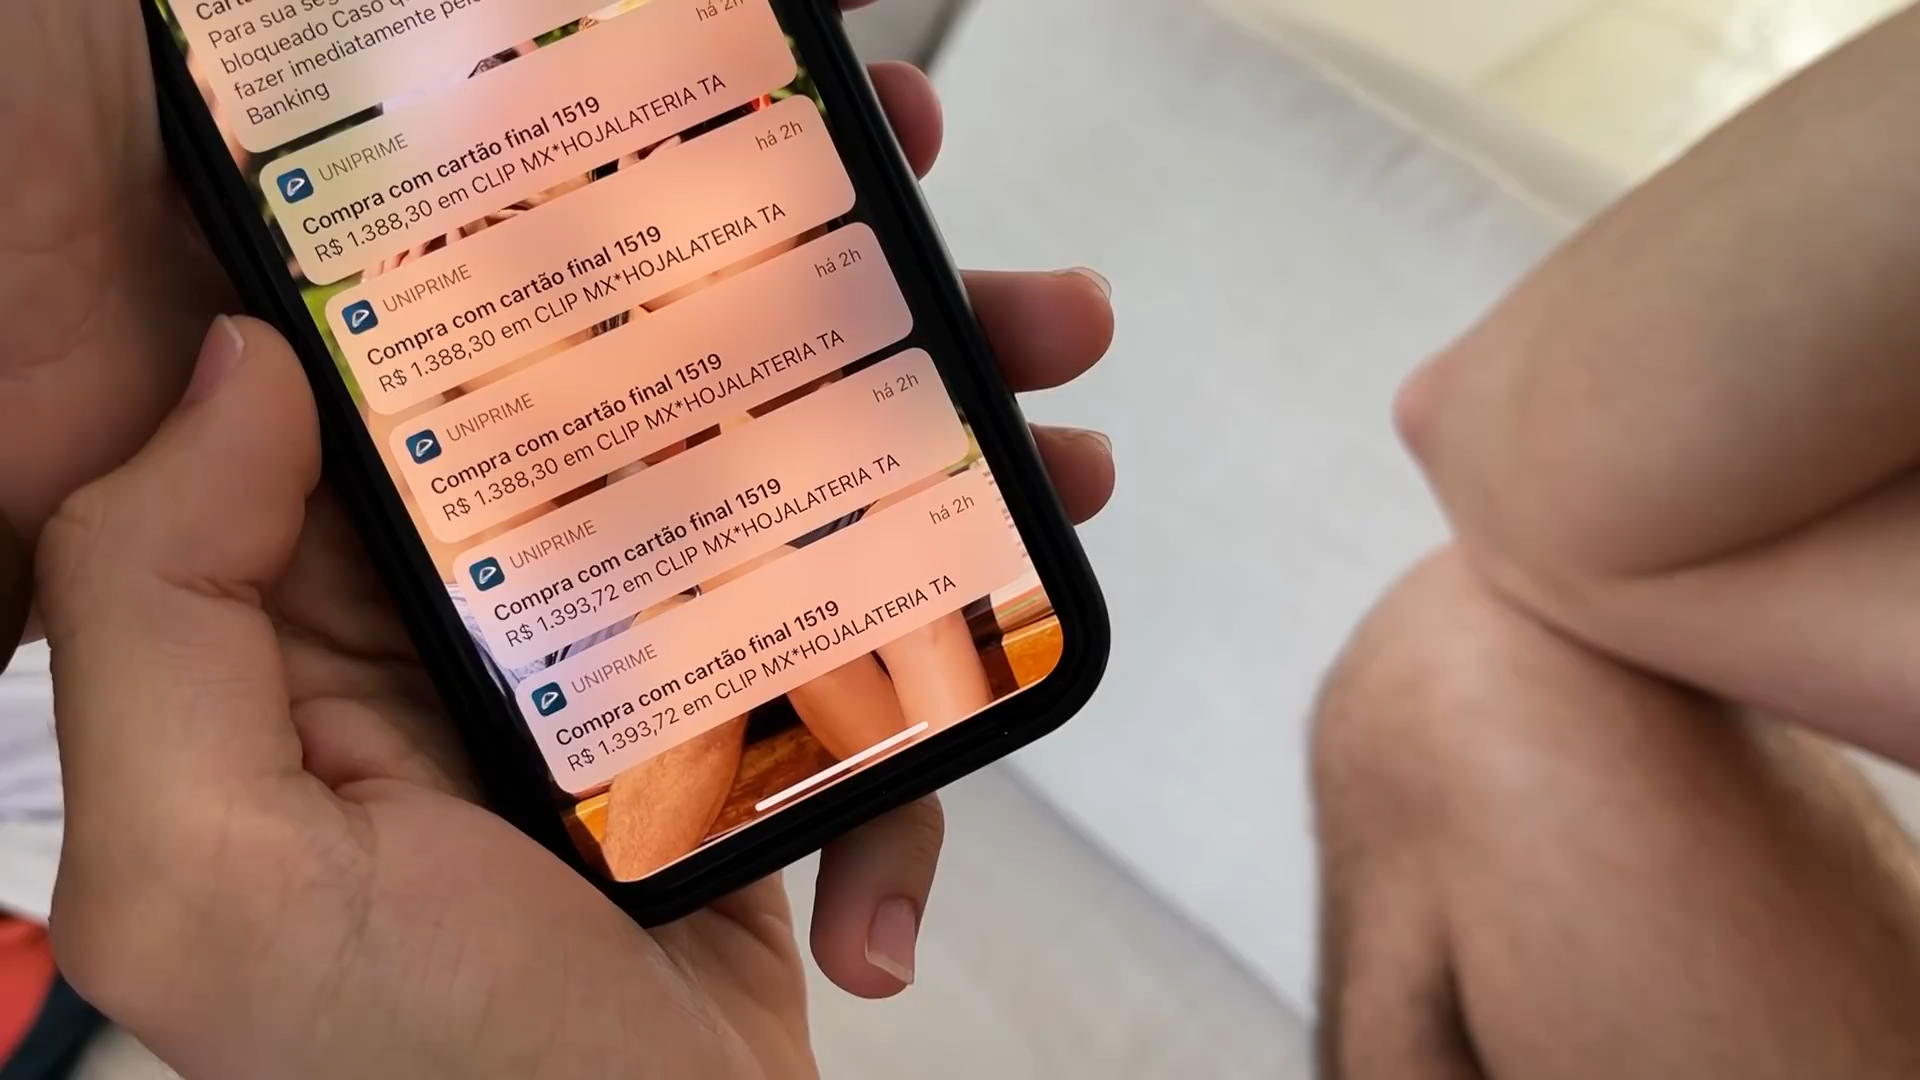 Para sua
bloqueado Caso
fazer imediatamente
Banking
há 2h
UNIPRIME
Compra com cartão final 1519
R$ 1.388,30 em CLIP MX*HOJALATERIA TA
há 2h
UNIPRIME
Compra com cartão final 1519
R$ 1.388,30 em CLIP MX*HOJALATERIA TA
há 2h
UNIPRIME
Compra com cartão final 1519
R$ 1.388,30 em CLIP MX*HOJALATERIA TA
há 2h
UNIPRIME
Compra com cartão final 1519
R$ 1.393,72 em CLIP MX*HOJALATERIA TA
há 2h
UNIPRIME
Compra com cartão final 1519
R$ 1.393,72 em CLIP MX*HOJALATERIA TA